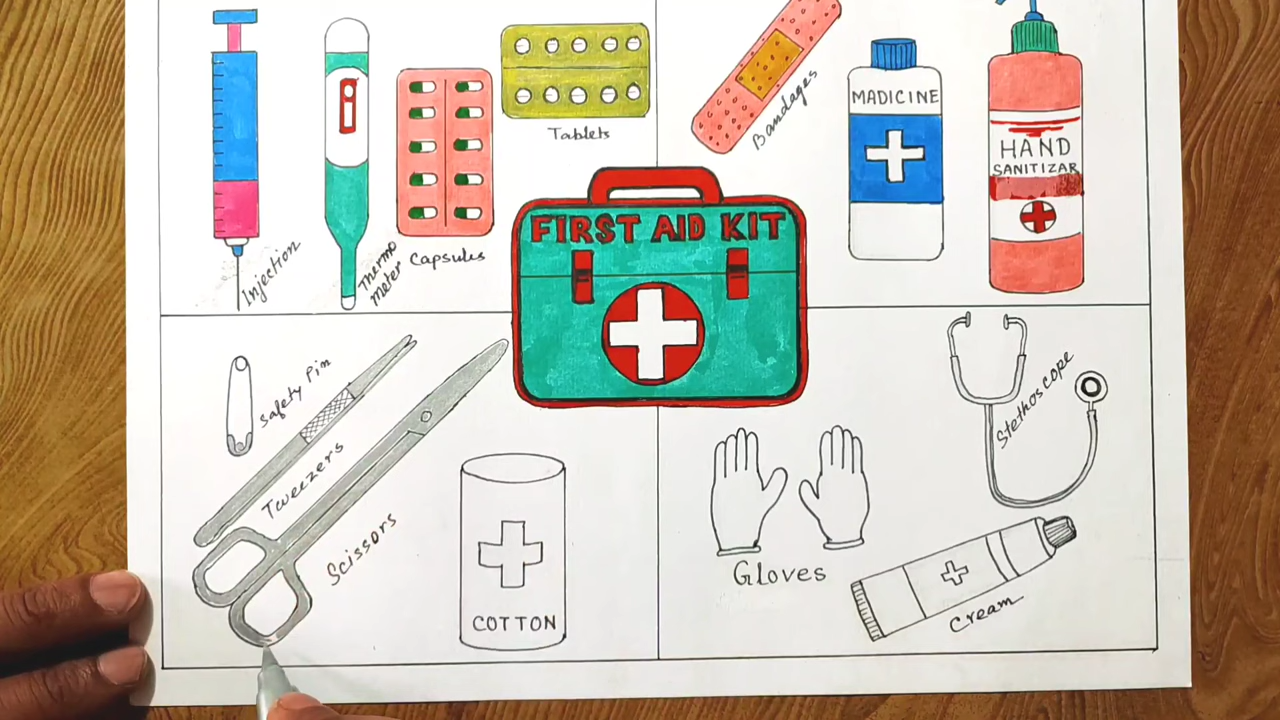 Tablets
Bandages
MADICINE
HAND
SANITIZAR
Injection
Thermo
meter
Capsules
FIRST AID KIT
Safety Pin
Tweezers
Scissors
COTTON
Gloves
Stethoscope
Cream